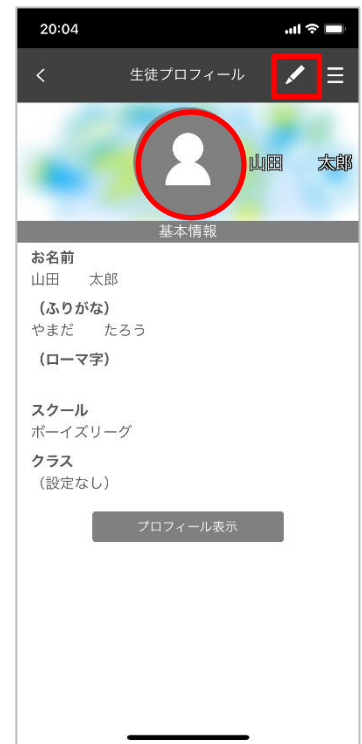 20:04
生徒プロフィール
山田　太郎
基本情報
お名前
山田　太郎
（ふりがな）
やまだ　たろう
（ローマ字）
スクール
ボーイズリーグ
クラス
（設定なし）
プロフィール表示